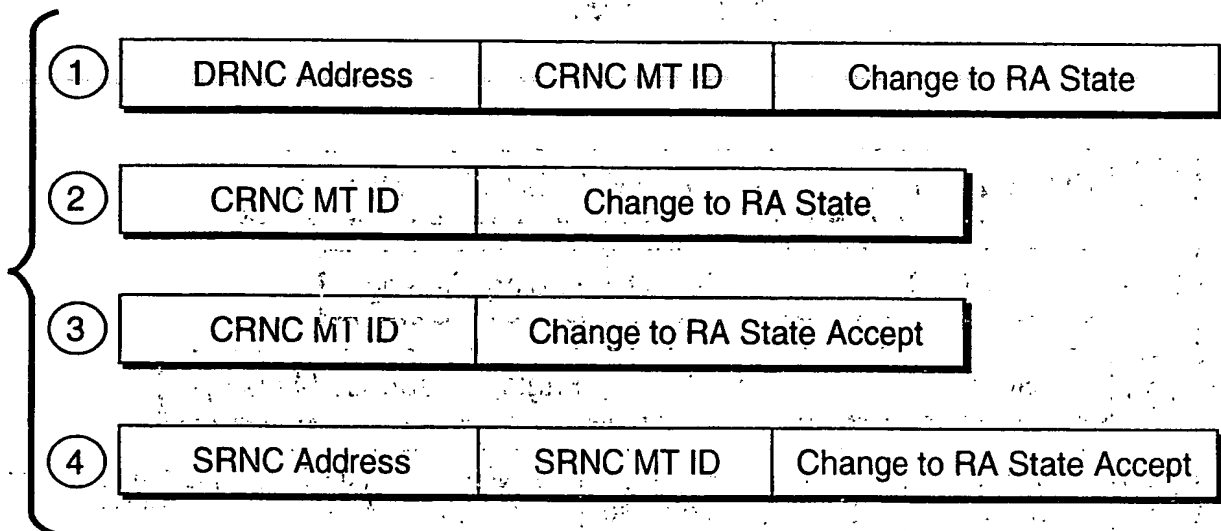 1 DRNC Address CRNC MT ID Change to RA State
2 CRNC MT ID Change to RA State
3 CRNC MT ID Change to RA State Accept
4 SRNC Address SRNC MT ID Change to RA State Accept